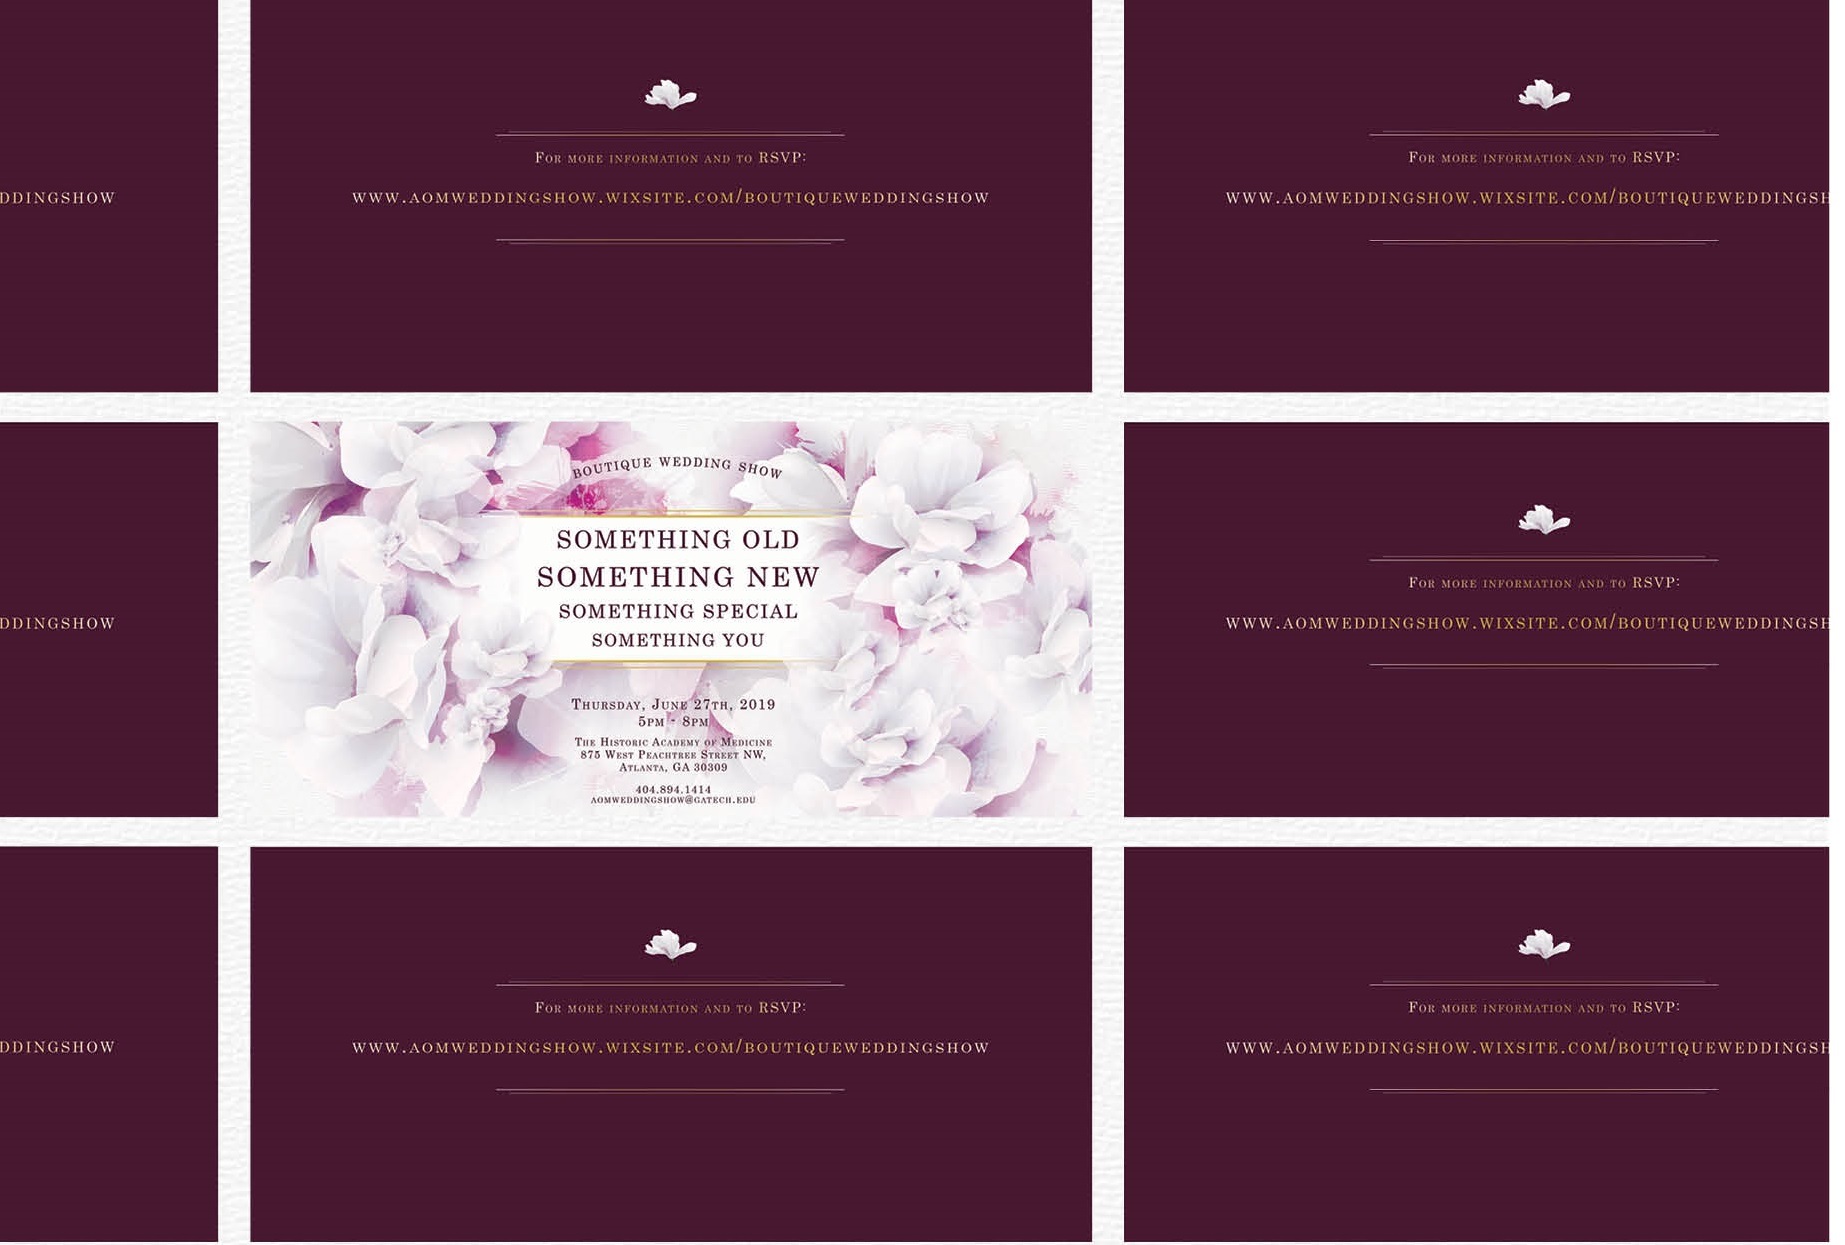 For more information and to RSVP:
www.aomweddingshow.wixsite.com/boutiqueweddingshow
For more information and to RSVP:
ddingshow
www.aomweddingshow.wixsite.com/boutiqueweddingsh
BOUTIQUE WEDDING SHOW
SOMETHING OLD
SOMETHING NEW
SOMETHING SPECIAL
SOMETHING YOU
Thursday, June 27th, 2019
5pm - 8pm
The Historic Academy of Medicine
875 West Peachtree Street NW,
Atlanta, GA 30309
404.894.1414
aomweddingshow@gatech.edu
ddingshow
For more information and to RSVP:
www.aomweddingshow.wixsite.com/boutiqueweddingsh
ddingshow
For more information and to RSVP:
www.aomweddingshow.wixsite.com/boutiqueweddingshow
For more information and to RSVP:
www.aomweddingshow.wixsite.com/boutiqueweddingsh